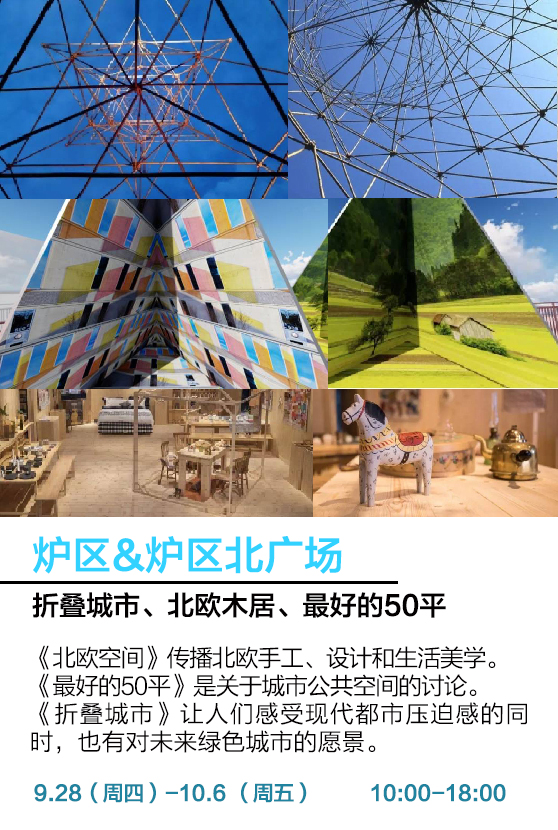 炉区&炉区北广场
折叠城市、北欧木居、最好的50平
《北欧空间》传播北欧手工、设计和生活美学。
《最好的50平》是关于城市公共空间的讨论。
《折叠城市》让人们感受现代都市压迫感的同
时，也有对未来绿色城市的愿景。
9.28（周四）–10.6（周五） 10:00–18:00